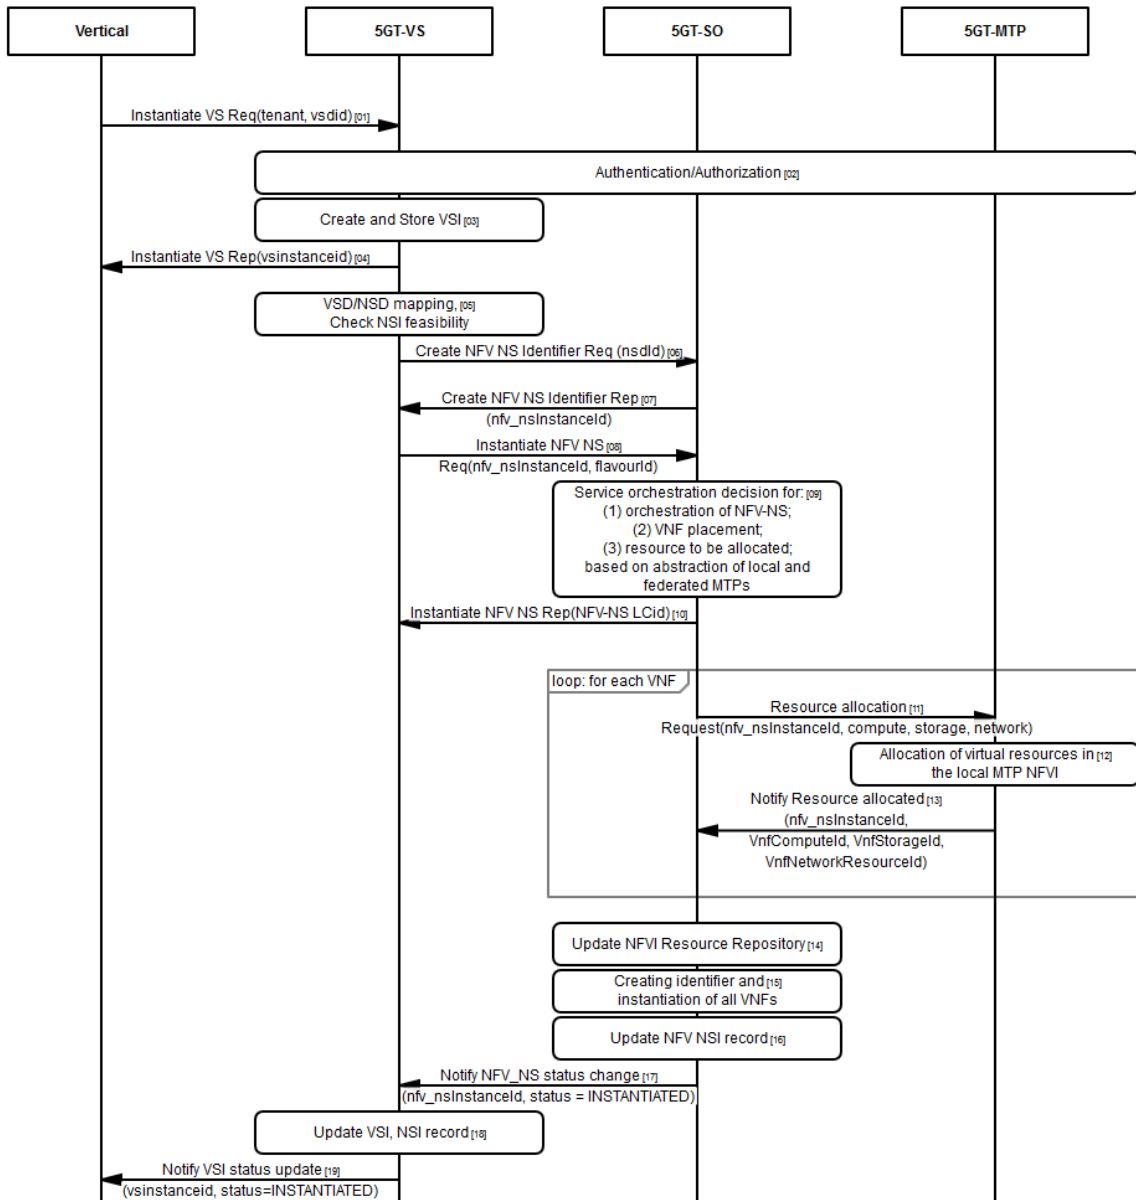 Vertical
5GT-VS
5GT-SO
5GT-MTP
Instantiate VS Req(tenant, vsdid) [01]
Authentication/Authorization [02]
Create and Store VSI [03]
Instantiate VS Rep(vsinstanceid) [04]
VSD/NSD mapping, [05]
Check NSI feasibility
Create NFV NS Identifier Req (nsdId) [06]
Create NFV NS Identifier Rep [07]
(nfv_nsInstanceId)
Instantiate NFV NS [08]
Req(nfv_nsInstanceId, flavourId)
Service orchestration decision for: [09]
(1) orchestration of NFV-NS;
(2) VNF placement;
(3) resource to be allocated;
based on abstraction of local and
federated MTPs
Instantiate NFV NS Rep(NFV-NS LCid) [10]
loop: for each VNF
Resource allocation [11]
Request(nfv_nsInstanceId, compute, storage, network)
Allocation of virtual resources in [12]
the local MTP NFVI
Notify Resource allocated [13]
(nfv_nsInstanceId,
VnfComputeId, VnfStorageId,
VnfNetworkResourceId)
Update NFVI Resource Repository [14]
Creating identifier and [15]
instantiation of all VNFs
Update NFV NSI record [16]
Notify NFV_NS status change [17]
(nfv_nsInstanceId, status = INSTANTIATED)
Update VSI, NSI record [18]
Notify VSI status update [19]
(vsinstanceid, status=INSTANTIATED)